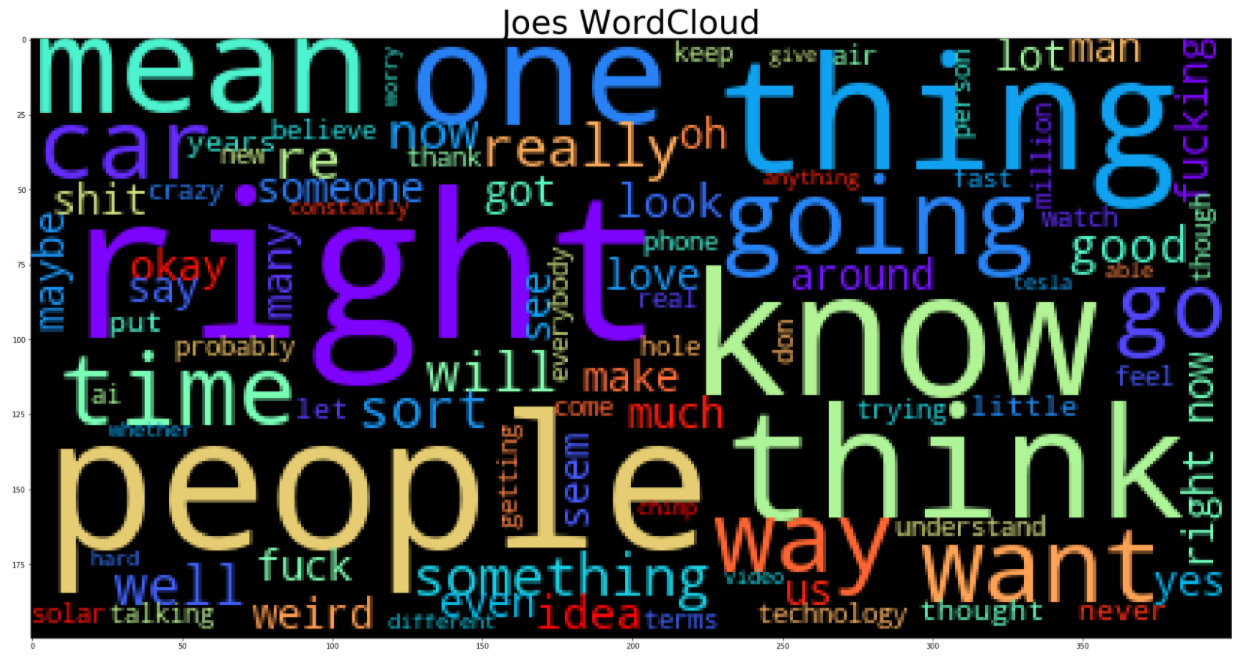 Joes WordCloud
0
mean
worry
one
keep
give
air
thing
person
lot
man
fucking
25
car
years
believe
new
re
now
thank
really
oh
million
50
shit
crazy
someone
constantly
got
look
anything
fast
going
watch
though
maybe
right
okay
say
many
see
everybody
phone
love
real
around
good
able
tesla
75
put
probably
know
go
100
time
ai
will
hole
make
don
feel
right now
125
let
sort
come
much
trying
little
whether
people
getting
seem
think
150
chimp
way
understand
want
hard
fuck
175
well
something
video
us
yes
solar
talking
weird
even
different
idea
terms
technology
thought
never
0 50 100 150 200 250 300 350